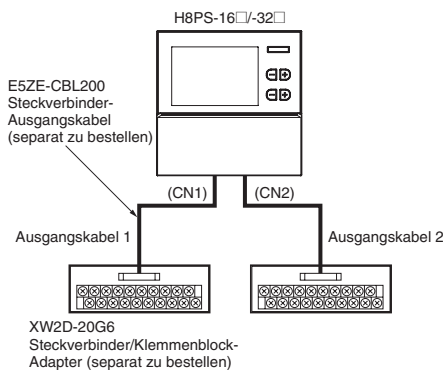 H8PS-16□/-32□
E5ZE-CBL200
Steckverbinder-
Ausgangskabel
(separat zu bestellen)
(CN1)
(CN2)
Ausgangskabel 1
Ausgangskabel 2
XW2D-20G6
Steckverbinder/Klemmenblock-
Adapter (separat zu bestellen)